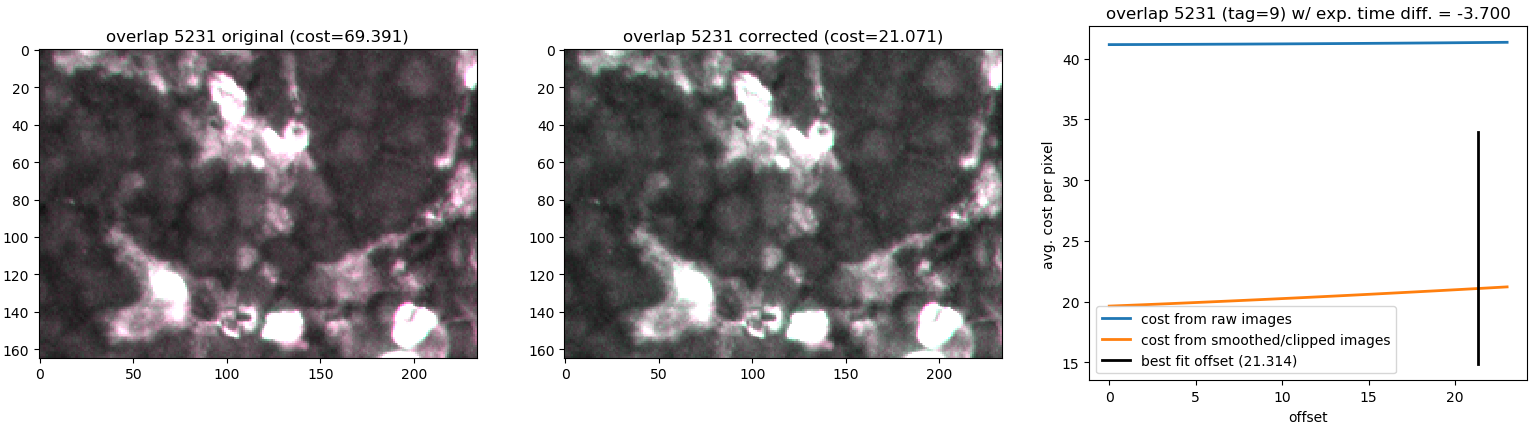 overlap 5231 original (cost=69.391)
0
20
40
60
80
100
120
140
160
0 50 100 150 200
overlap 5231 corrected (cost=21.071)
0
20
40
60
80
100
120
140
160
0 50 100 150 200
overlap 5231 (tag=9) w/ exp. time diff. = -3.700
avg. cost per pixel
40
35
30
25
20
15
cost from raw images
cost from smoothed/clipped images
best fit offset (21.314)
0 5 10 15 20
offset